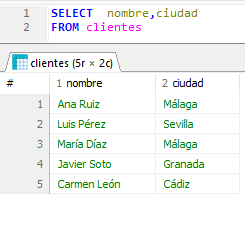 1 SELECT nombre,ciudad
2 FROM clientes
clientes (5r × 2c)
# 1 nombre 2 ciudad
1 Ana Ruiz Málaga
2 Luis Pérez Sevilla
3 María Díaz Málaga
4 Javier Soto Granada
5 Carmen León Cádiz